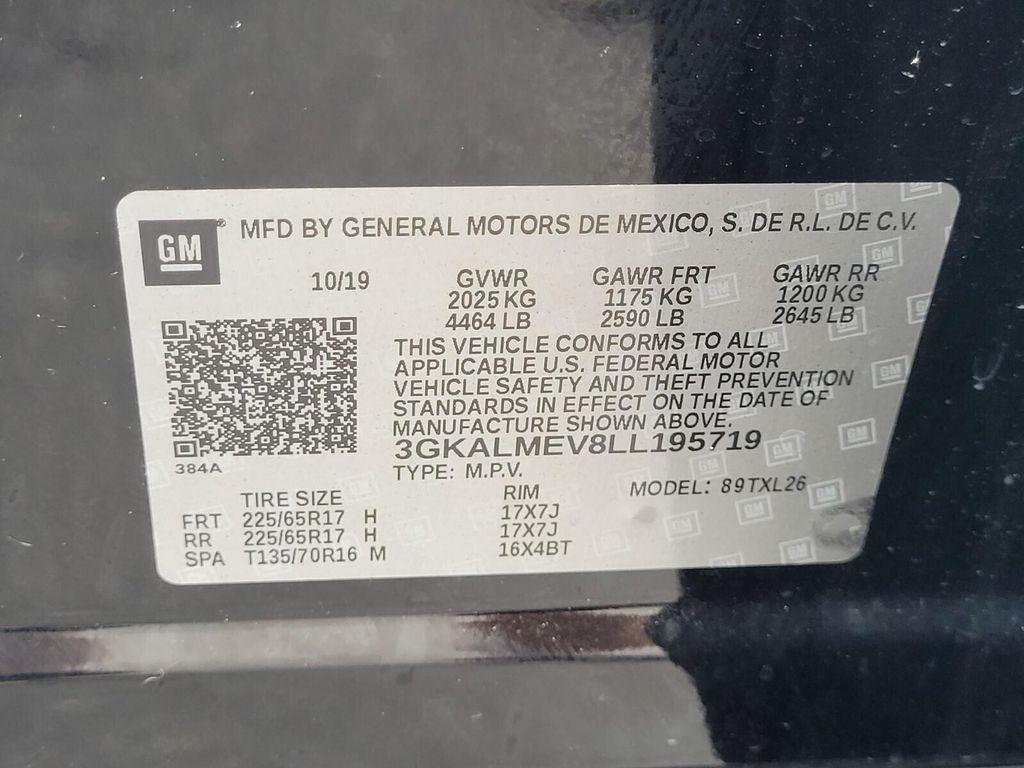 GM® MFD BY GENERAL MOTORS DE MEXICO, S. DE R.L. DE C.V.
10/19 GVWR GAWR FRT GAWR RR
2025 KG 1175 KG 1200 KG
4464 LB 2590 LB 2645 LB
THIS VEHICLE CONFORMS TO ALL
APPLICABLE U.S. FEDERAL MOTOR
VEHICLE SAFETY AND THEFT PREVENTION
STANDARDS IN EFFECT ON THE DATE OF
MANUFACTURE SHOWN ABOVE.
3GKALMEV8LL195719
384A
TYPE: M.P.V. MODEL: 89TXL26
TIRE SIZE RIM
FRT 225/65R17 H 17X7J
RR 225/65R17 H 17X7J
SPA T135/70R16 M 16X4BT